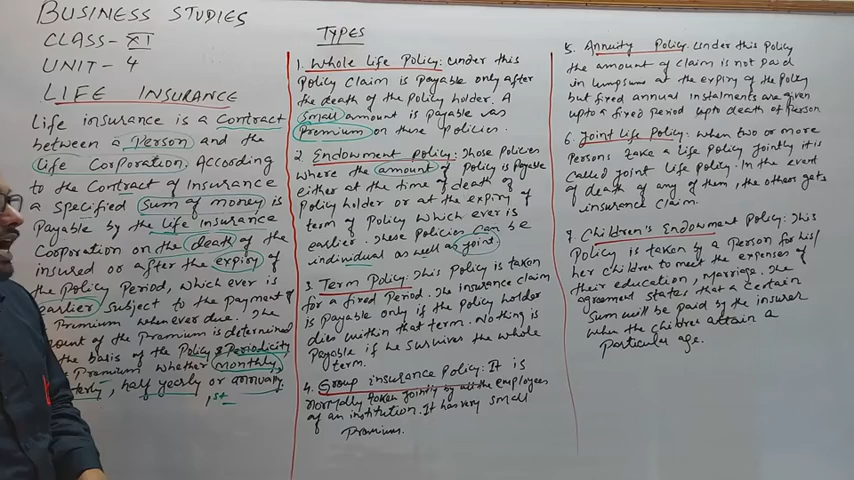 BUSINESS STUDIES
CLASS-XI
UNIT-4
LIFE INSURANCE
Life insurance is a Contract
between a Person and the
Life Corporation. According
to the Contract of Insurance
a specified sum of money is
Payable by the Life Insurance
Corporation on the death of the
insured or after the expiry of
the Policy Period, which ever is
earlier, subject to the payment of
Premium whenever due. The
of the Premium is determined
the basis of the Policy & Periodicity
Premium whether monthly,
half yearly or annually.
1st
TYPES
1. Whole Life Policy: under this
Policy claim is payable only after
the death of the Policy holder. A
small amount is payable as
Premium on these Policies.
2. Endowment Policy: Those Policies
where the amount of Policy is Payable
either at the time of death of
Policy holder or at the expiry of
term of Policy which ever is
earlier. These Policies can be
individual as well as joint
3. Term Policy: This Policy is taken
for a fixed Period. The insurance claim
is Payable only if the Policy holder
dies within that term. Nothing is
Payable if he survives the whole
term.
4. Group insurance Policy: It is
normally taken jointly by all the employees
of an institution. It has very small
Premium.
5. Annuity Policy. Under this Policy
the amount of claim is not paid
in lumpsums at the expiry of the Policy
but fixed annual instalments are given
upto a fixed period upto death of Person
6. Joint Life Policy: when two or more
Persons take a Life Policy jointly it is
called joint Life Policy. In the event
of death of any of them, the others gets
insurance claim.
7. Children's Endowment Policy: This
Policy is taken by a Person for his/
her children to meet the expenses of
their education, marriage. The
agreement states, that a certain
sum will be paid by the insurer
when the children attain a
particular age.